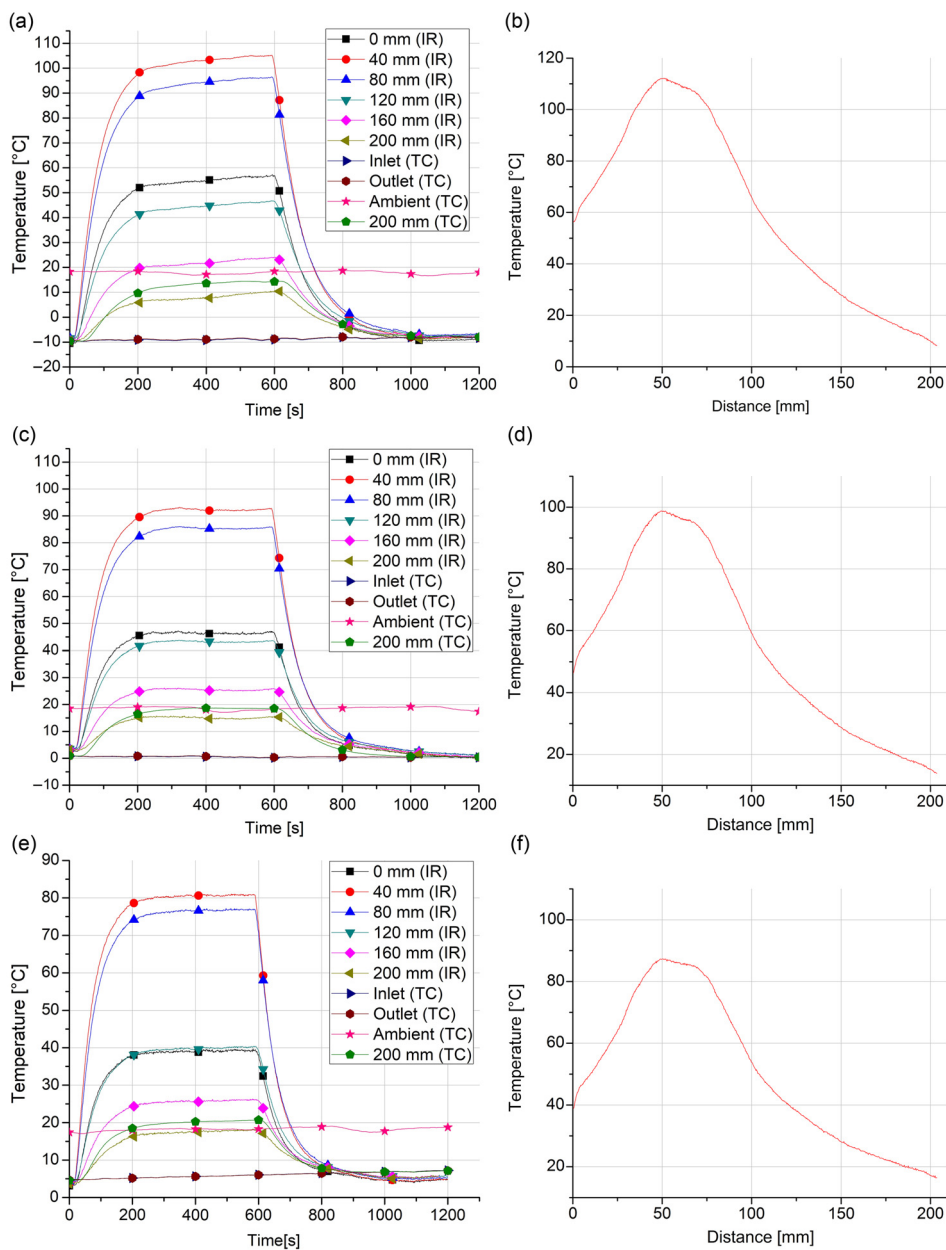 (a)
110
100
90
80
70
60
50
40
30
20
10
0
−10
−20
0
200
400
600
800
1000
1200
Temperature [°C]
Time [s]
0 mm (IR)
40 mm (IR)
80 mm (IR)
120 mm (IR)
160 mm (IR)
200 mm (IR)
Inlet (TC)
Outlet (TC)
Ambient (TC)
200 mm (TC)
(b)
120
100
80
60
40
20
0
0
50
100
150
200
Temperature [°C]
Distance [mm]
(c)
110
100
90
80
70
60
50
40
30
20
10
0
−10
0
200
400
600
800
1000
1200
Temperature [°C]
Time [s]
0 mm (IR)
40 mm (IR)
80 mm (IR)
120 mm (IR)
160 mm (IR)
200 mm (IR)
Inlet (TC)
Outlet (TC)
Ambient (TC)
200 mm (TC)
(d)
100
80
60
40
20
0
50
100
150
200
Temperature [°C]
Distance [mm]
(e)
90
80
70
60
50
40
30
20
10
0
0
200
400
600
800
1000
1200
Temperature [°C]
Time[s]
0 mm (IR)
40 mm (IR)
80 mm (IR)
120 mm (IR)
160 mm (IR)
200 mm (IR)
Inlet (TC)
Outlet (TC)
Ambient (TC)
200 mm (TC)
(f)
100
80
60
40
20
0
50
100
150
200
Temperature [°C]
Distance [mm]